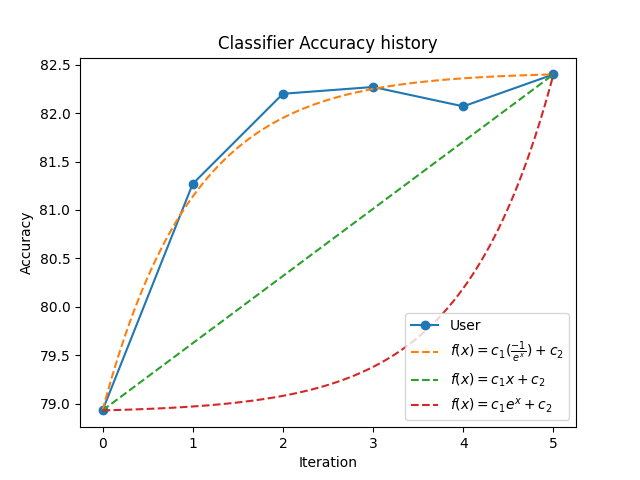 Classifier Accuracy history
82.5
82.0
81.5
81.0
80.5
80.0
79.5
79.0
Accuracy
0 1 2 3 4 5
Iteration
User
f(x) = c₁(-1/eˣ) + c₂
f(x) = c₁x + c₂
f(x) = c₁eˣ + c₂